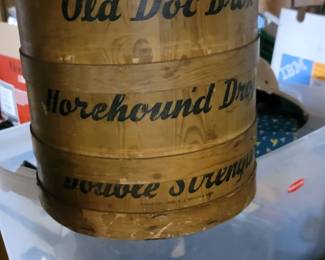 Old Doc
Horehound Drop
Double Strength
IBM